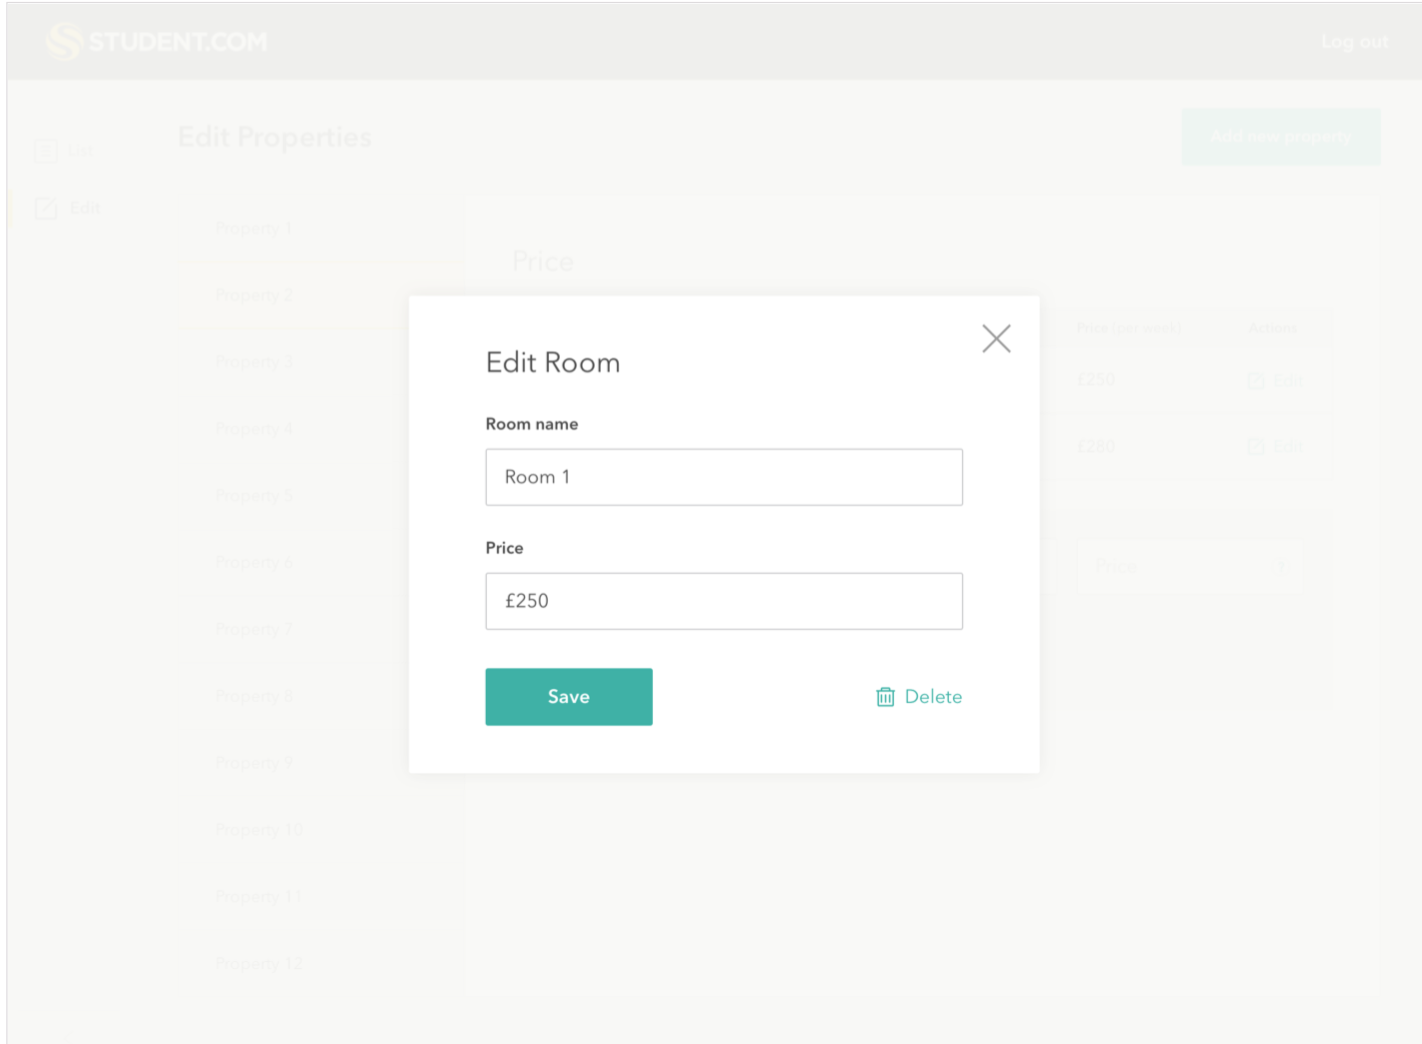 STUDENT.COM
Log out
Edit Properties
Add new property
List
Edit
Property 1
Property 2
Property 3
Property 4
Property 5
Property 6
Property 7
Property 8
Property 9
Property 10
Property 11
Property 12
Price
Price (per week) Actions
£250 Edit
£280 Edit
Price
Edit Room
Room name
Room 1
Price
£250
Save
Delete